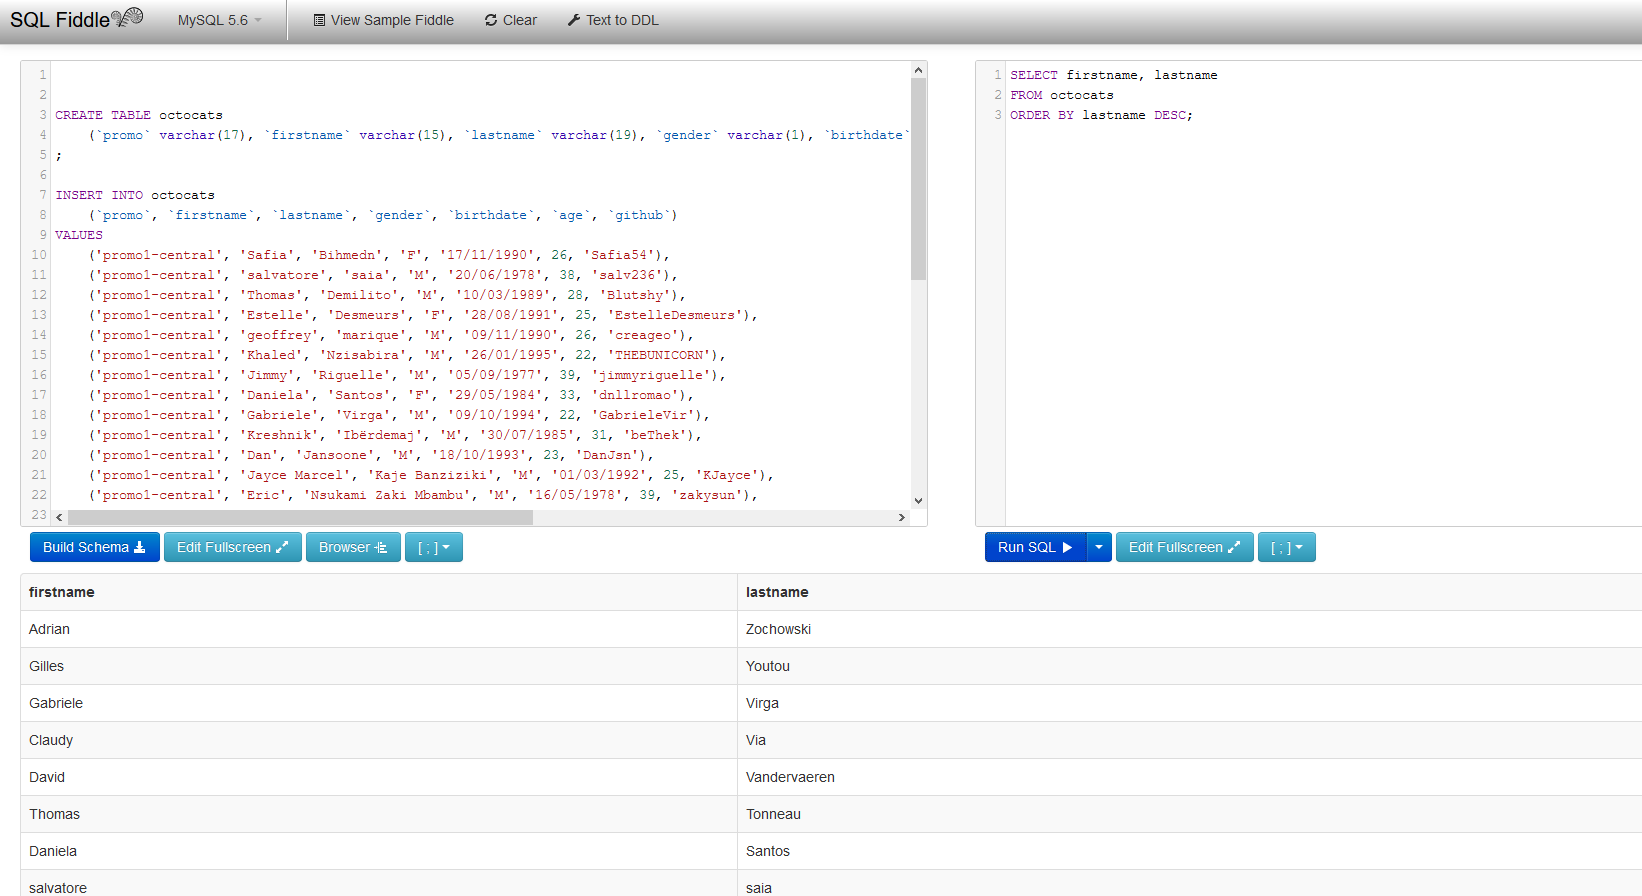 SQL Fiddle MySQL 5.6 View Sample Fiddle Clear Text to DDL
1
2
3 CREATE TABLE octocats
4 (`promo` varchar(17), `firstname` varchar(15), `lastname` varchar(19), `gender` varchar(1), `birthdate`
5 ;
6
7 INSERT INTO octocats
8 (`promo`, `firstname`, `lastname`, `gender`, `birthdate`, `age`, `github`)
9 VALUES
10 ('promo1-central', 'Safia', 'Bihmedn', 'F', '17/11/1990', 26, 'Safia54'),
11 ('promo1-central', 'salvatore', 'saia', 'M', '20/06/1978', 38, 'salv236'),
12 ('promo1-central', 'Thomas', 'Demilito', 'M', '10/03/1989', 28, 'Blutshy'),
13 ('promo1-central', 'Estelle', 'Desmeurs', 'F', '28/08/1991', 25, 'EstelleDesmeurs'),
14 ('promo1-central', 'geoffrey', 'marique', 'M', '09/11/1990', 26, 'creageo'),
15 ('promo1-central', 'Khaled', 'Nzisabira', 'M', '26/01/1995', 22, 'THEBUNICORN'),
16 ('promo1-central', 'Jimmy', 'Riguelle', 'M', '05/09/1977', 39, 'jimmyriguelle'),
17 ('promo1-central', 'Daniela', 'Santos', 'F', '29/05/1984', 33, 'dnllromao'),
18 ('promo1-central', 'Gabriele', 'Virga', 'M', '09/10/1994', 22, 'GabrieleVir'),
19 ('promo1-central', 'Kreshnik', 'Ibërdemaj', 'M', '30/07/1985', 31, 'beThek'),
20 ('promo1-central', 'Dan', 'Jansoone', 'M', '18/10/1993', 23, 'DanJsn'),
21 ('promo1-central', 'Jayce Marcel', 'Kaje Banziziki', 'M', '01/03/1992', 25, 'KJayce'),
22 ('promo1-central', 'Eric', 'Nsukami Zaki Mbambu', 'M', '16/05/1978', 39, 'zakysun'),
23
1 SELECT firstname, lastname
2 FROM octocats
3 ORDER BY lastname DESC;
Build Schema Edit Fullscreen Browser [ ; ]
Run SQL Edit Fullscreen [ ; ]
firstname lastname
Adrian Zochowski
Gilles Youtou
Gabriele Virga
Claudy Via
David Vandervaeren
Thomas Tonneau
Daniela Santos
salvatore saia